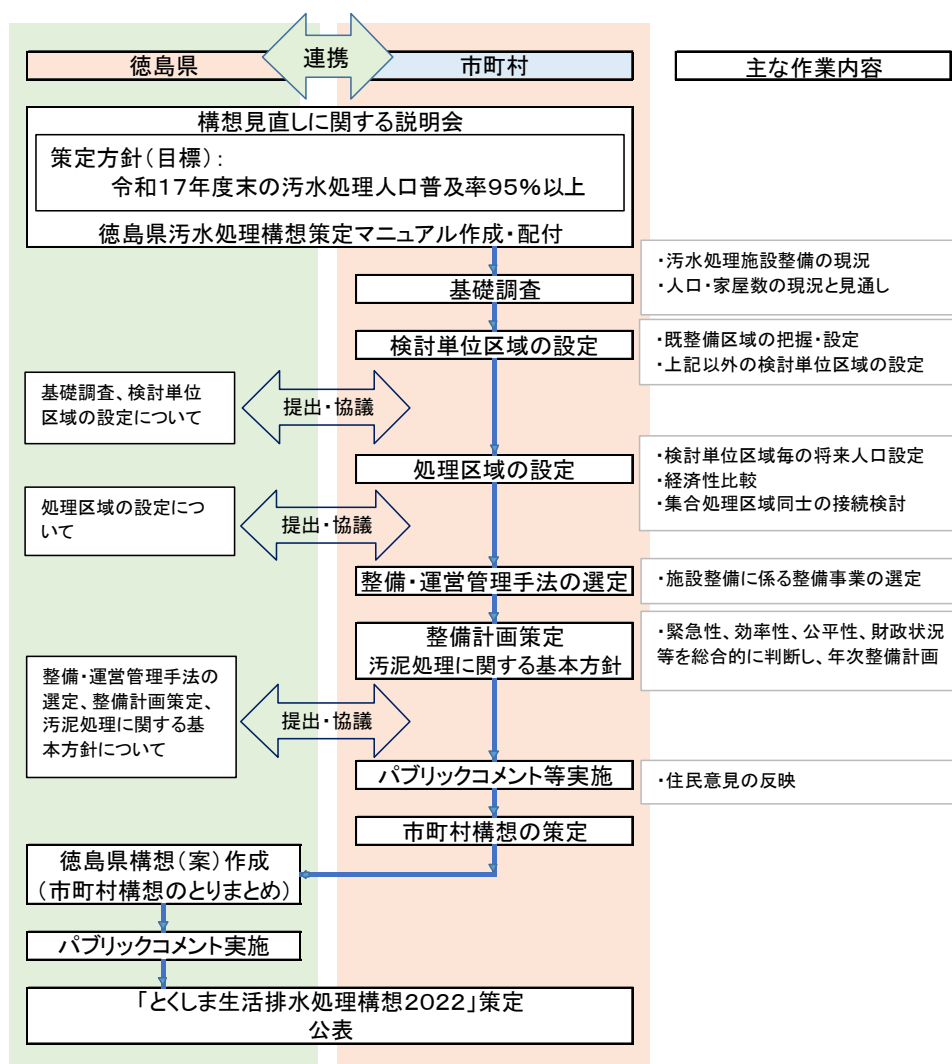 連携
徳島県
市町村
主な作業内容
構想見直しに関する説明会
策定方針(目標):
令和17年度末の汚水処理人口普及率95%以上
徳島県汚水処理構想策定マニュアル作成・配付
基礎調査
・汚水処理施設整備の現況
・人口・家屋数の現況と見通し
検討単位区域の設定
・既整備区域の把握・設定
・上記以外の検討単位区域の設定
基礎調査、検討単位
区域の設定について
提出・協議
処理区域の設定
・検討単位区域毎の将来人口設定
・経済性比較
・集合処理区域同士の接続検討
処理区域の設定につ
いて
提出・協議
整備・運営管理手法の選定
・施設整備に係る整備事業の選定
整備計画策定
汚泥処理に関する基本方針
・緊急性、効率性、公平性、財政状況
等を総合的に判断し、年次整備計画
整備・運営管理手法の
選定、整備計画策定、
汚泥処理に関する基
本方針について
提出・協議
パブリックコメント等実施
・住民意見の反映
市町村構想の策定
徳島県構想(案)作成
(市町村構想のとりまとめ)
パブリックコメント実施
「とくしま生活排水処理構想2022」策定
公表